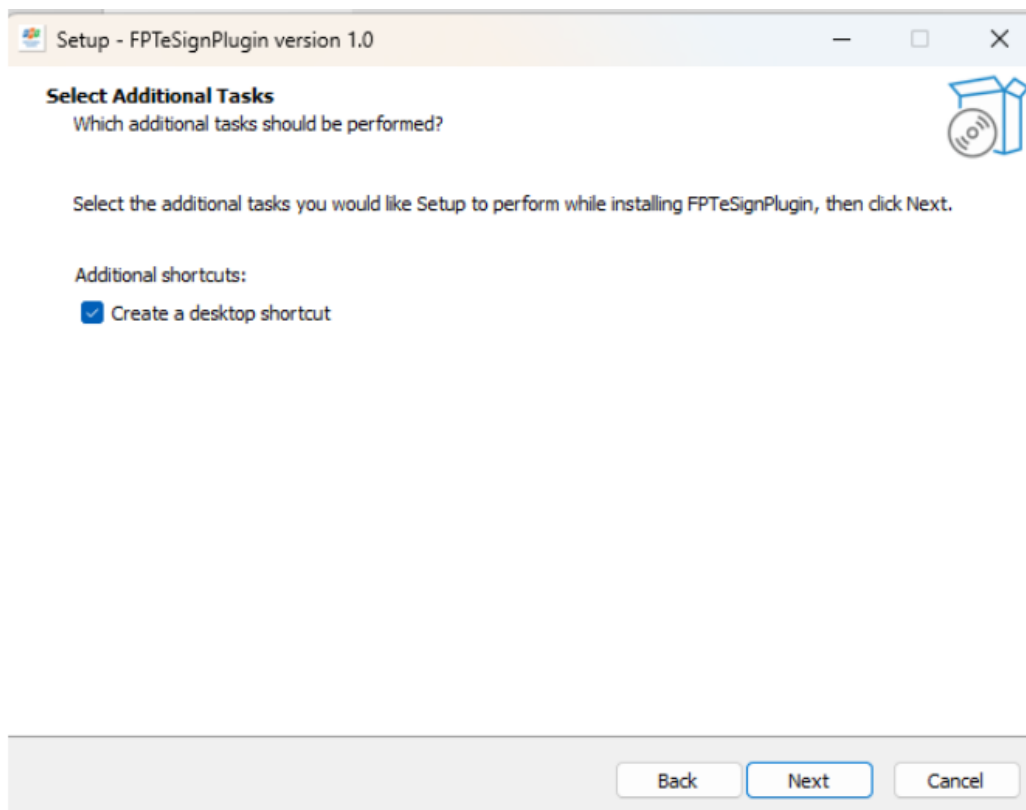 Setup - FPTeSignPlugin version 1.0
Select Additional Tasks
Which additional tasks should be performed?
Select the additional tasks you would like Setup to perform while installing FPTeSignPlugin, then click Next.
Additional shortcuts:
Create a desktop shortcut
Back
Next
Cancel